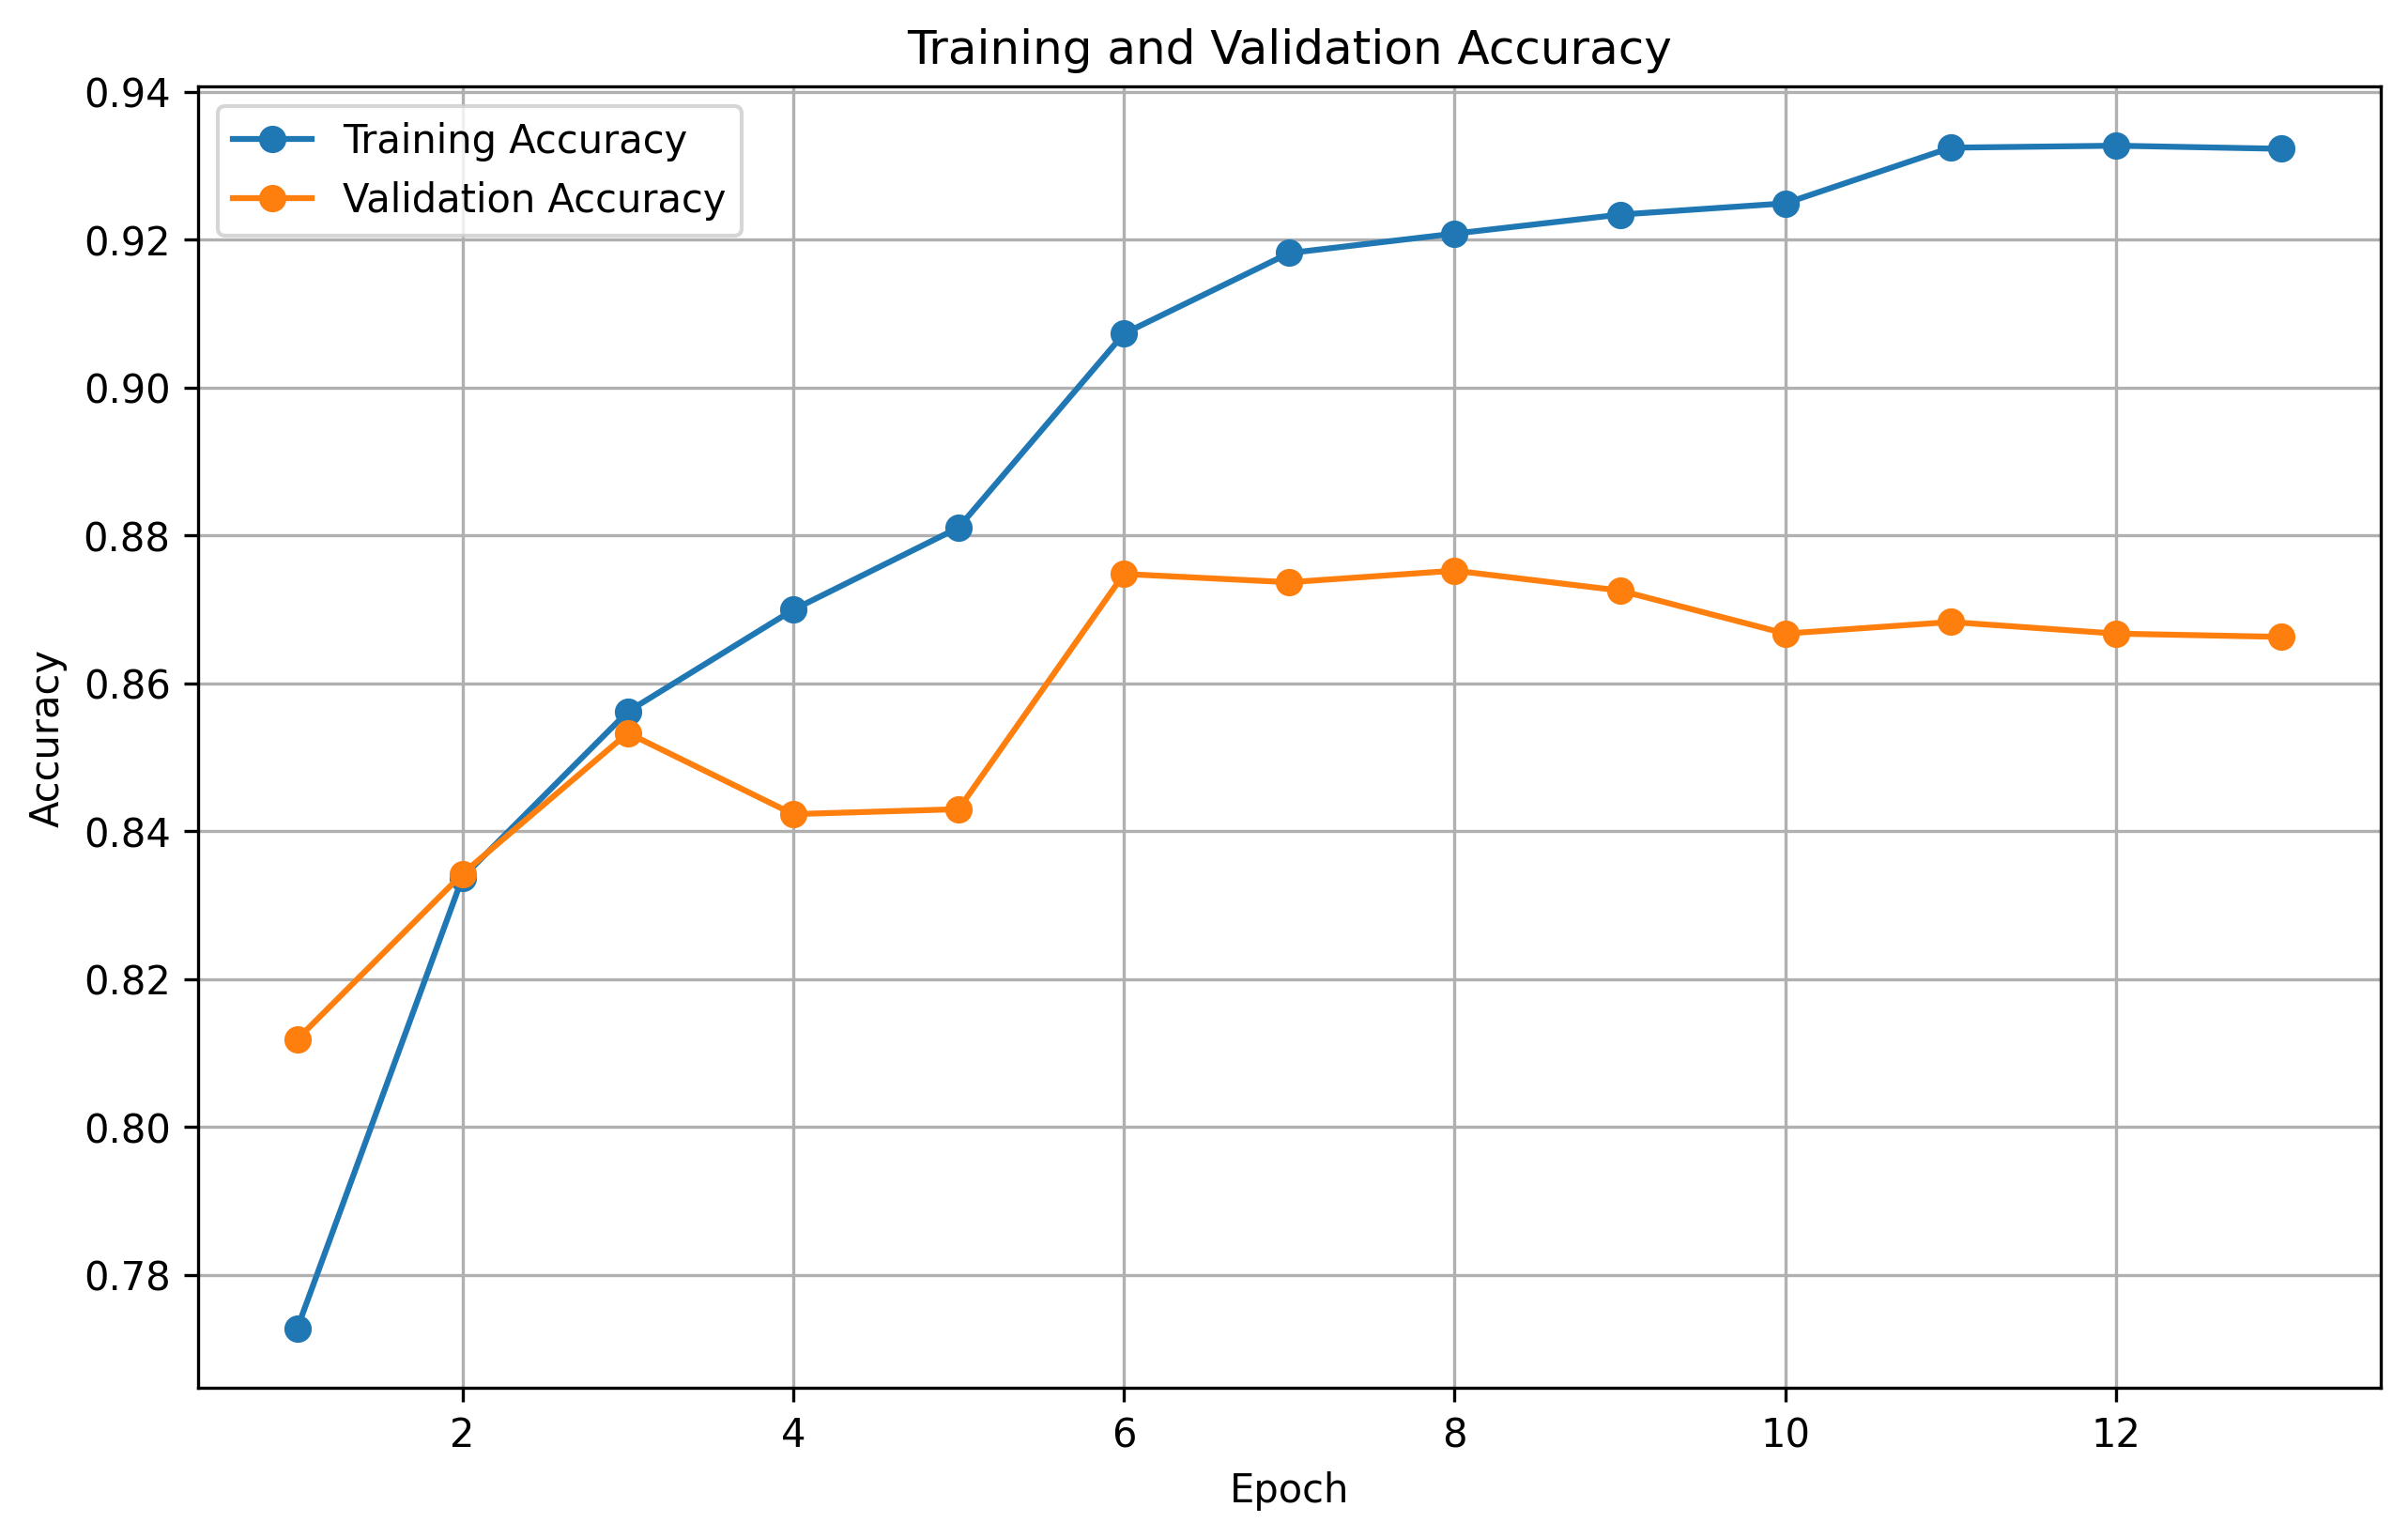 Training and Validation Accuracy
Training Accuracy
Validation Accuracy
Accuracy
0.94
0.92
0.90
0.88
0.86
0.84
0.82
0.80
0.78
2 4 6 8 10 12
Epoch